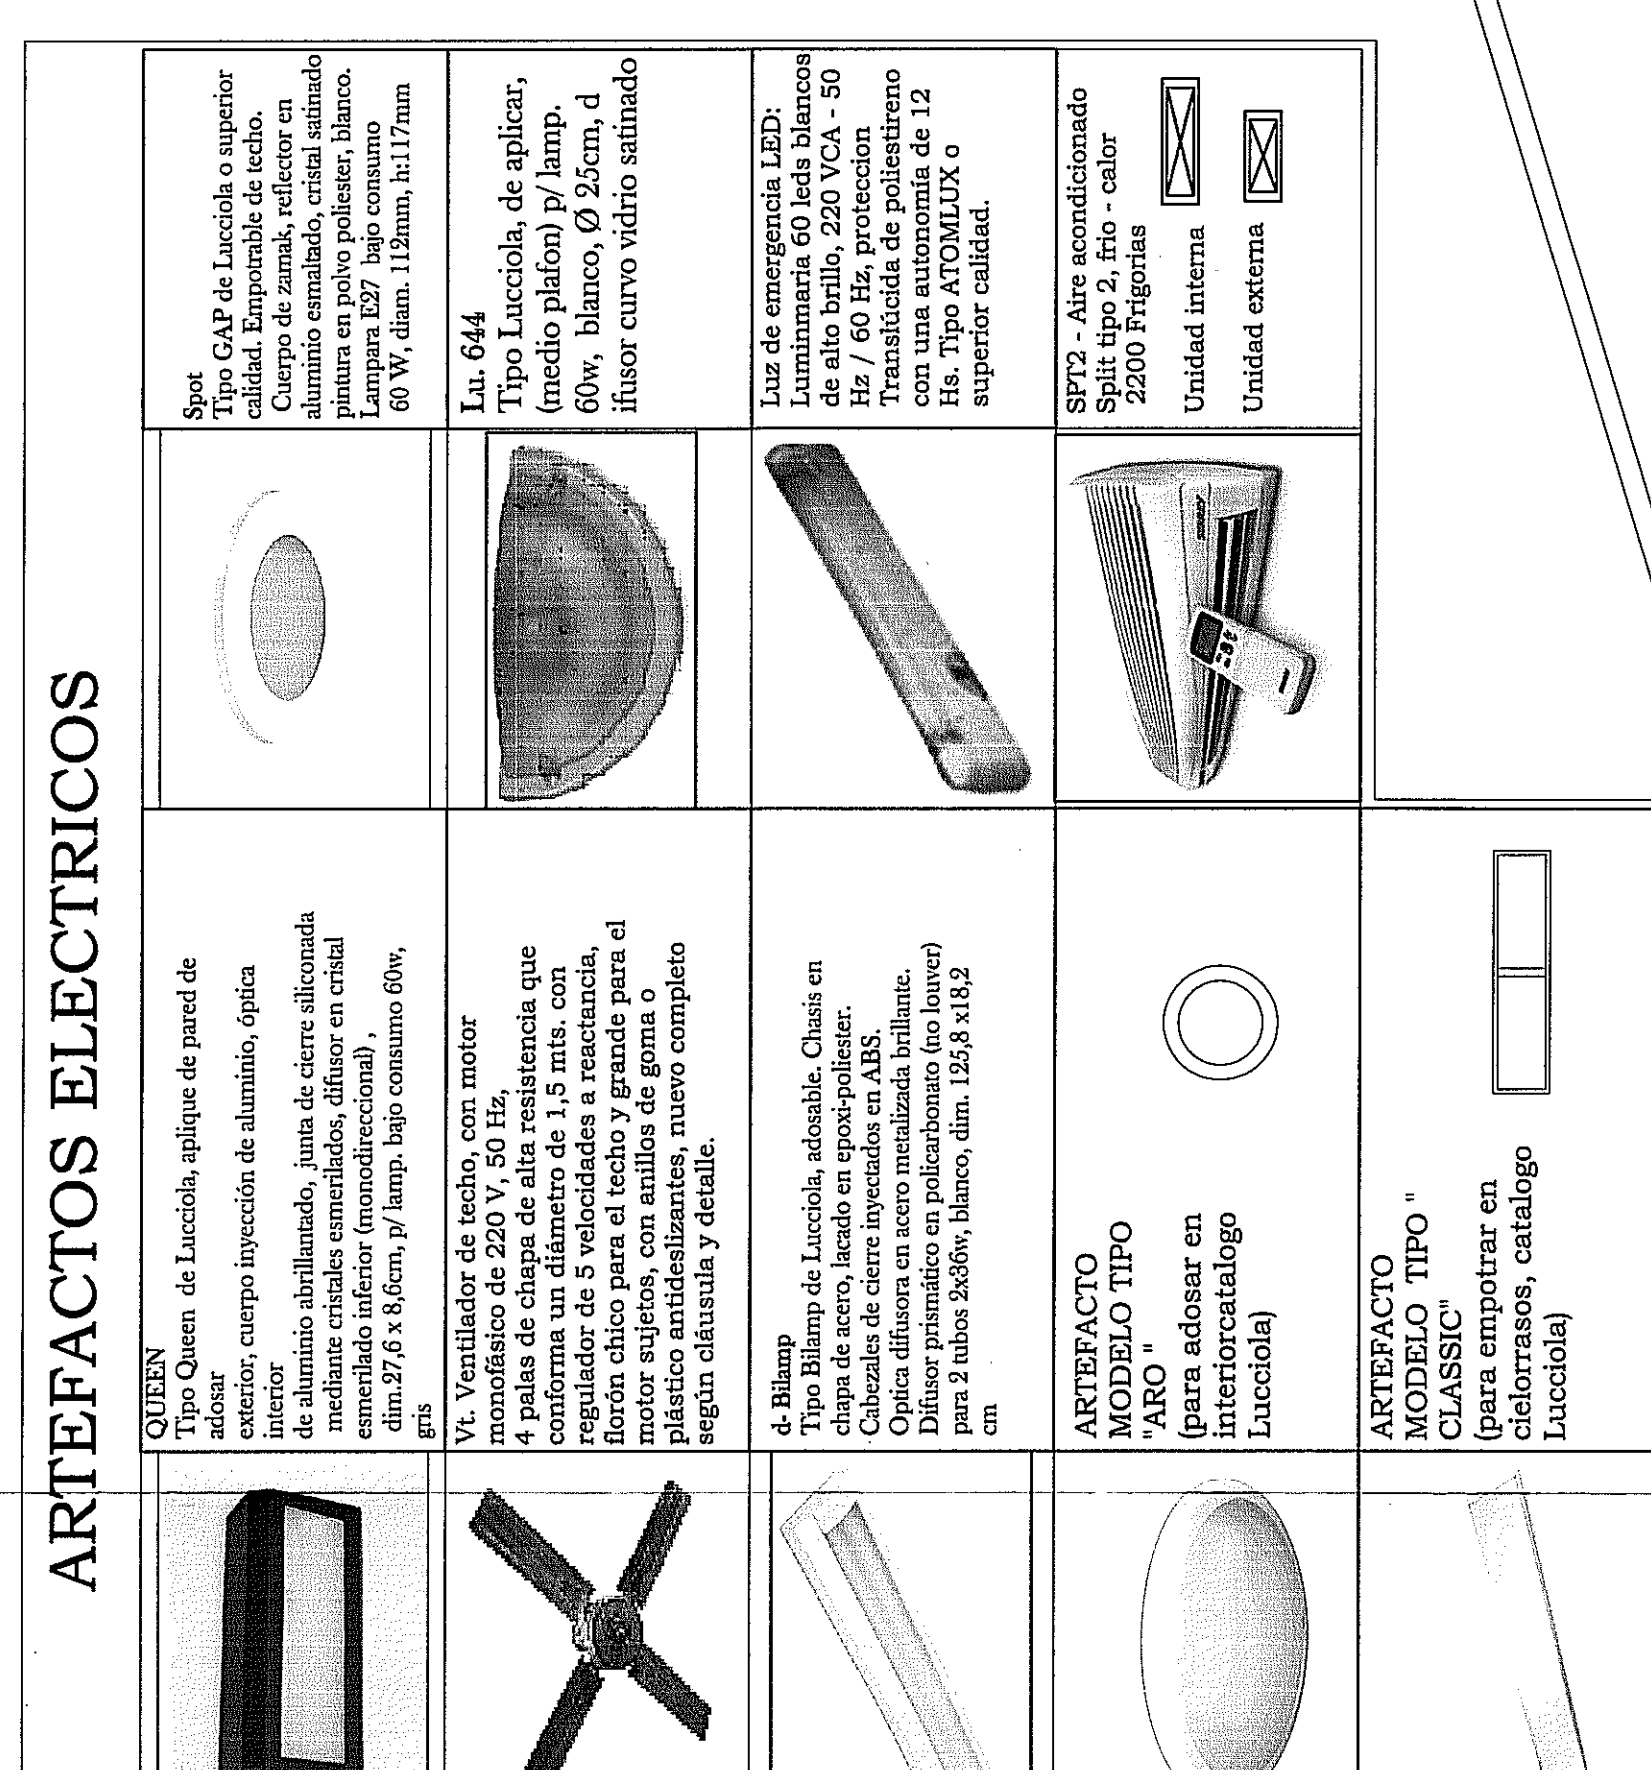 ARTEFACTOS ELECTRICOS
QUEEN
Tipo Queen de Lucciola, aplique de pared de
adosar
exterior, cuerpo inyección de aluminio, óptica
interior
de aluminio abrillantado, junta de cierre siliconada
mediante cristales esmerilados, difusor en cristal
esmerilado inferior (monodireccional) ,
dim.27,6 x 8,6cm, p/ lamp. bajo consumo 60w,
gris
Spot
Tipo GAP de Lucciola o superior
calidad. Empotrable de techo.
Cuerpo de zamak, reflector en
aluminio esmaltado, cristal satinado
pintura en polvo poliester, blanco.
Lampara E27 bajo consumo
60 W, diam. 112mm, h:117mm
Vt. Ventilador de techo, con motor
monofásico de 220 V, 50 Hz,
4 palas de chapa de alta resistencia que
conforma un diámetro de 1,5 mts. con
regulador de 5 velocidades a reactancia,
florón chico para el techo y grande para el
motor sujetos, con anillos de goma o
plástico antideslizantes, nuevo completo
según cláusula y detalle.
Lu. 644
Tipo Lucciola, de aplicar,
(medio plafon) p/ lamp.
60w, blanco, Ø 25cm, d
ifusor curvo vidrio satinado
d- Bilamp
Tipo Bilamp de Lucciola, adosable. Chasis en
chapa de acero, lacado en epoxi-poliester.
Cabezales de cierre inyectados en ABS.
Optica difusora en acero metalizada brillante.
Difusor prismático en policarbonato (no louver)
para 2 tubos 2x36w, blanco, dim. 125,8 x18,2
cm
Luz de emergencia LED:
Luminmaria 60 leds blancos
de alto brillo, 220 VCA - 50
Hz / 60 Hz, proteccion
Translúcida de poliestireno
con una autonomía de 12
Hs. Tipo ATOMLUX o
superior calidad.
ARTEFACTO
MODELO TIPO
"ARO "
(para adosar en
interiorcatalogo
Lucciola)
SPT2 - Aire acondicionado
Split tipo 2, frio - calor
2200 Frigorias
Unidad interna
Unidad externa
ARTEFACTO
MODELO TIPO "
CLASSIC"
(para empotrar en
cielorrasos, catalogo
Lucciola)